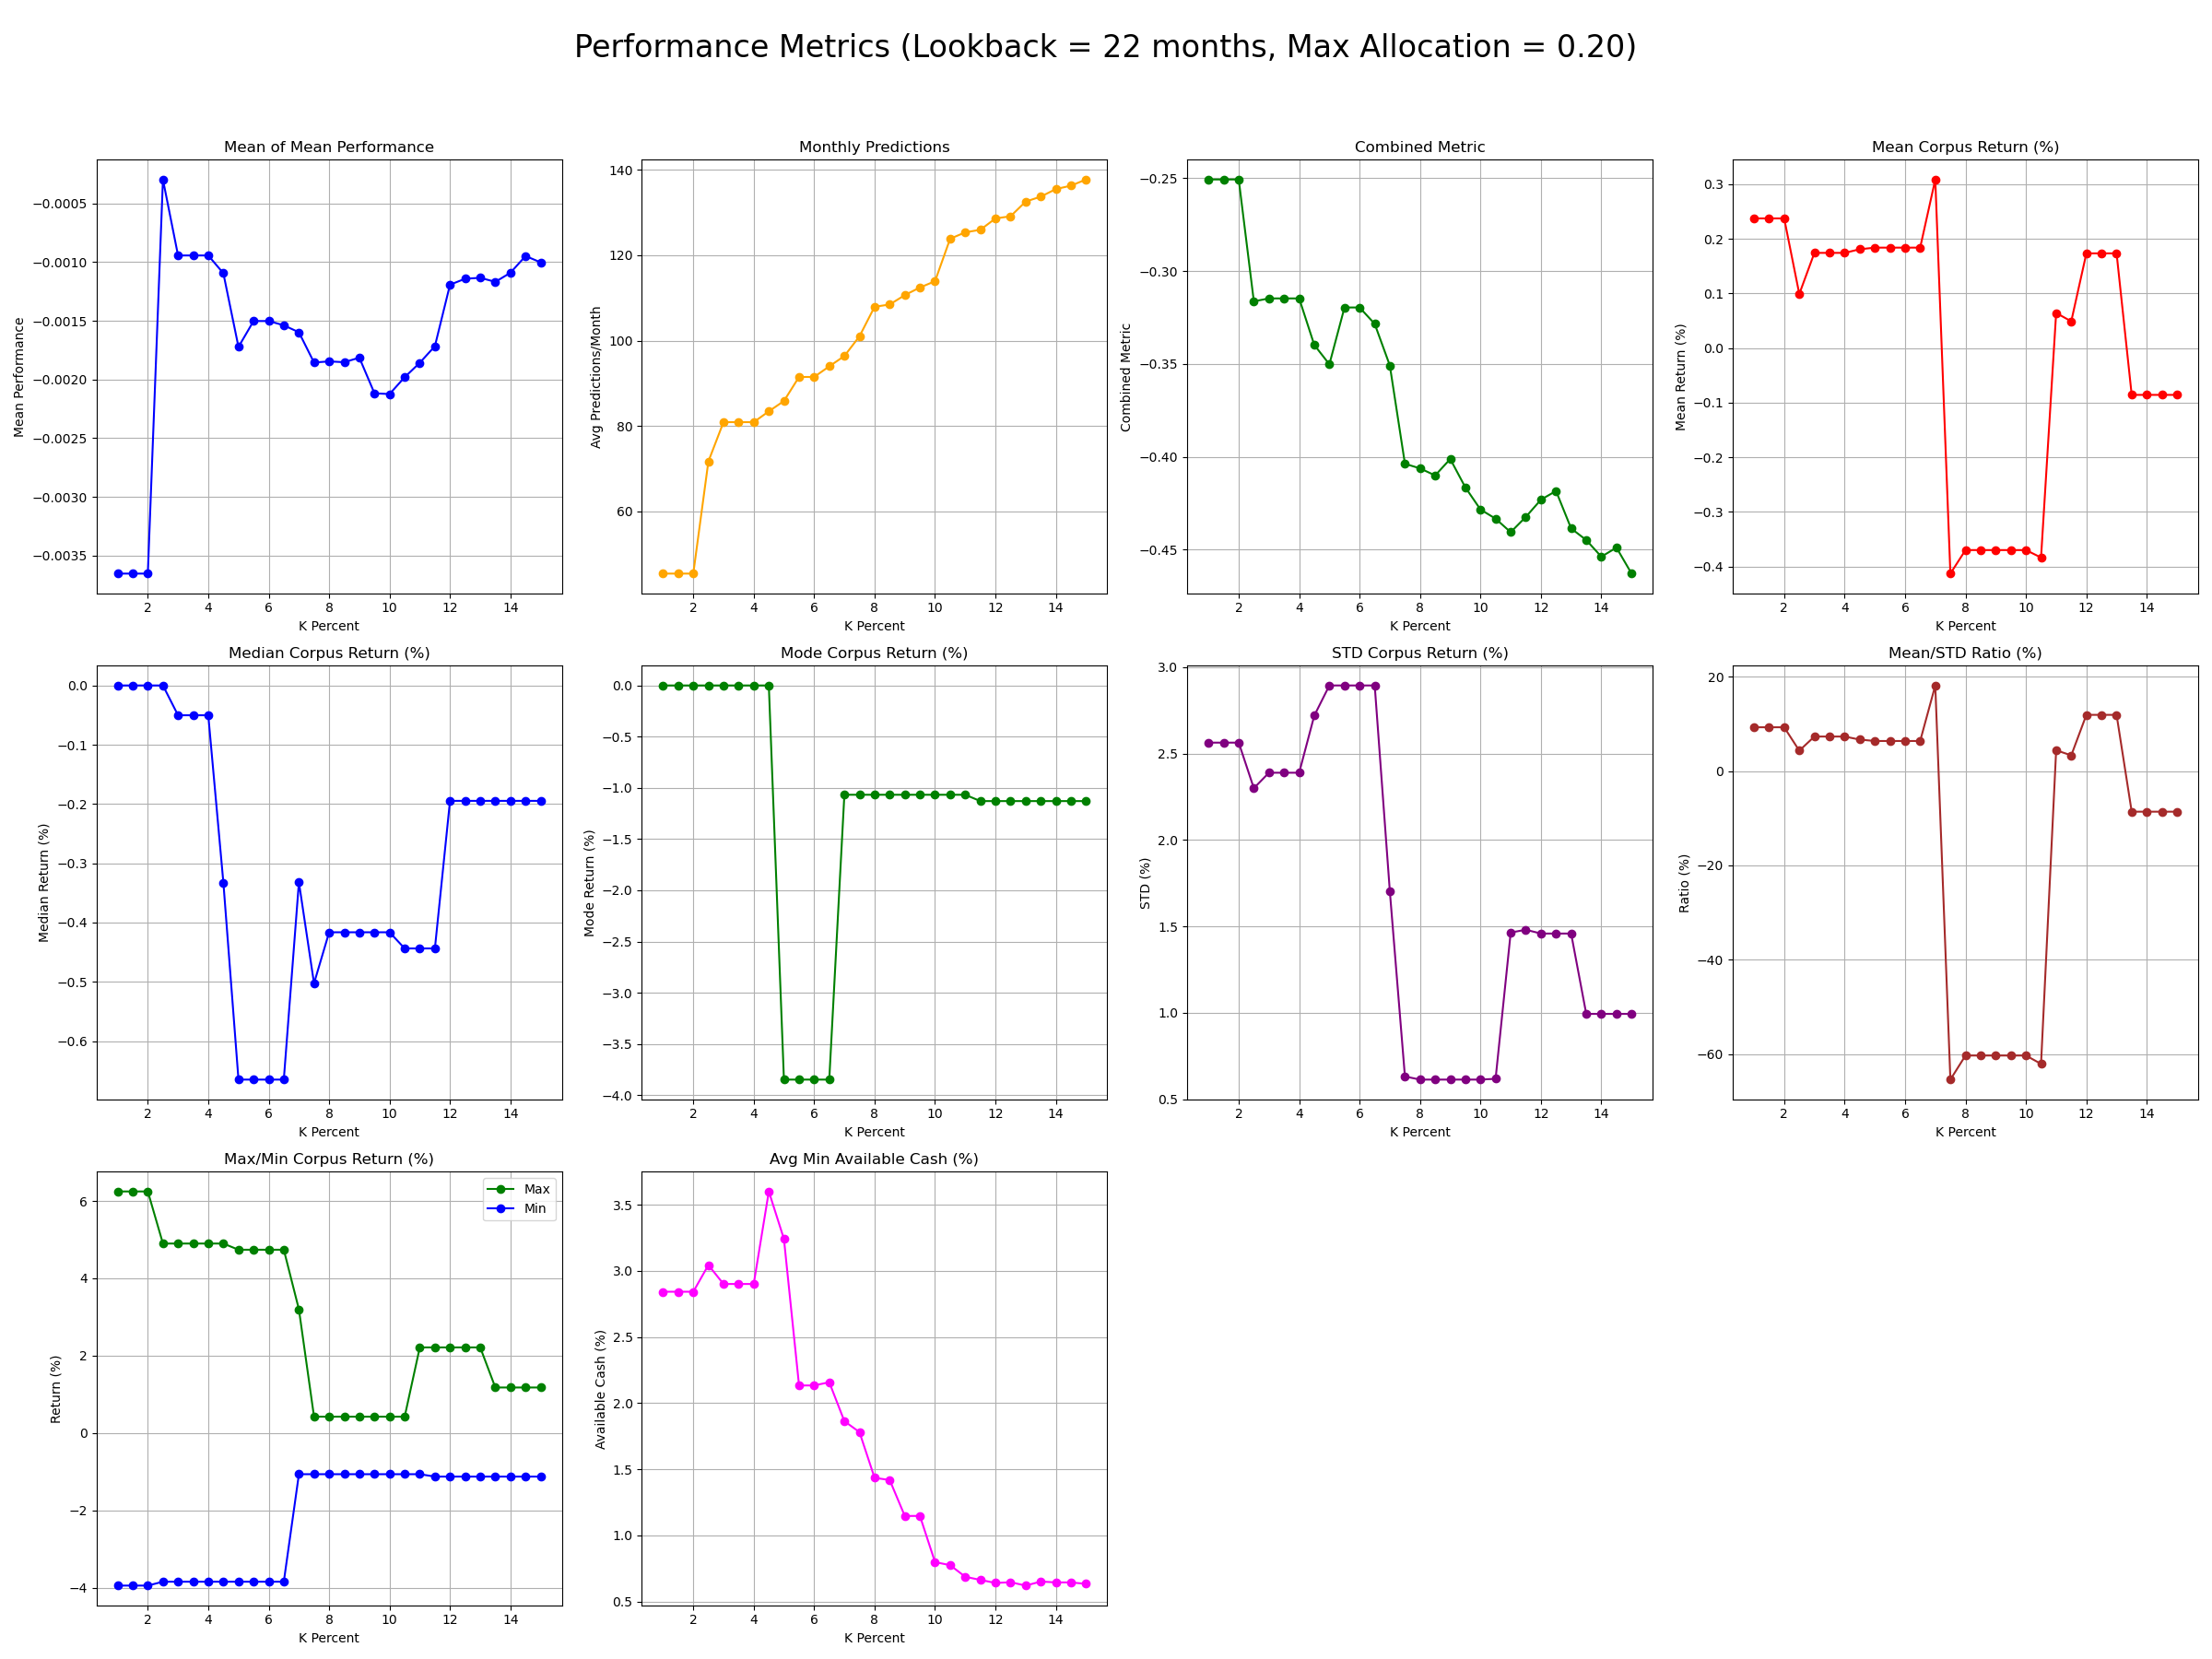 Performance Metrics (Lookback = 22 months, Max Allocation = 0.20)
Mean of Mean Performance
Mean Performance
−0.0005
−0.0010
−0.0015
−0.0020
−0.0025
−0.0030
−0.0035
2 4 6 8 10 12 14
K Percent
Monthly Predictions
Avg Predictions/Month
140
120
100
80
60
2 4 6 8 10 12 14
K Percent
Combined Metric
Combined Metric
−0.25
−0.30
−0.35
−0.40
−0.45
2 4 6 8 10 12 14
K Percent
Mean Corpus Return (%)
Mean Return (%)
0.3
0.2
0.1
0.0
−0.1
−0.2
−0.3
−0.4
2 4 6 8 10 12 14
K Percent
Median Corpus Return (%)
Median Return (%)
0.0
−0.1
−0.2
−0.3
−0.4
−0.5
−0.6
2 4 6 8 10 12 14
K Percent
Mode Corpus Return (%)
Mode Return (%)
0.0
−0.5
−1.0
−1.5
−2.0
−2.5
−3.0
−3.5
−4.0
2 4 6 8 10 12 14
K Percent
STD Corpus Return (%)
STD (%)
3.0
2.5
2.0
1.5
1.0
0.5
2 4 6 8 10 12 14
K Percent
Mean/STD Ratio (%)
Ratio (%)
20
0
−20
−40
−60
2 4 6 8 10 12 14
K Percent
Max/Min Corpus Return (%)
Return (%)
Max
Min
6
4
2
0
−2
−4
2 4 6 8 10 12 14
K Percent
Avg Min Available Cash (%)
Available Cash (%)
3.5
3.0
2.5
2.0
1.5
1.0
0.5
2 4 6 8 10 12 14
K Percent